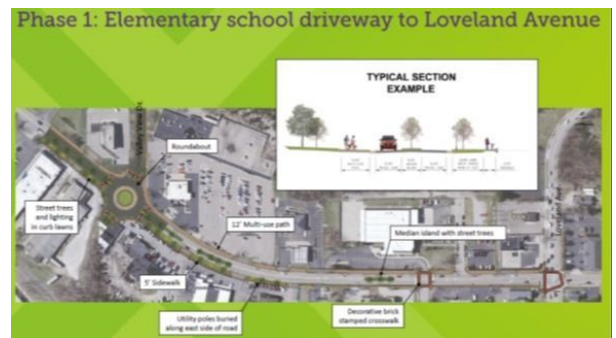 Phase 1: Elementary school driveway to Loveland Avenue
TYPICAL SECTION
EXAMPLE
Roundabout
Street trees
and lighting
in curb lawns
12' Multi-use path
Median island with street trees
5' Sidewalk
Utility poles buried
along east side of road
Decorative brick
stamped crosswalk